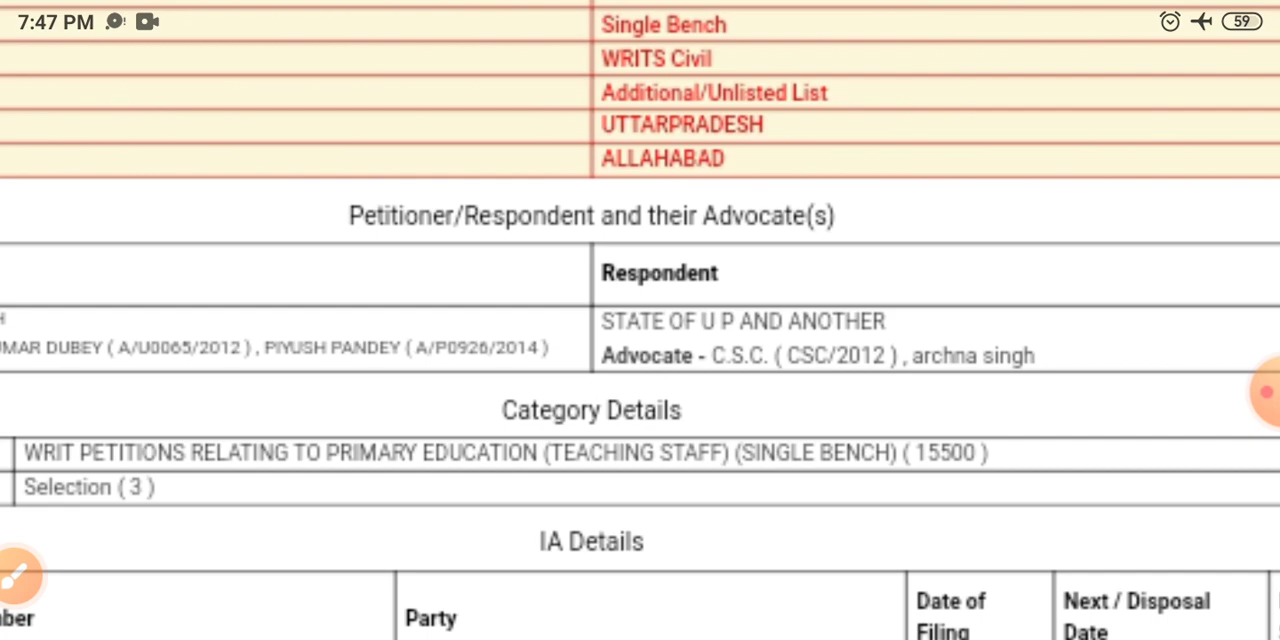 7:47 PM
59
Single Bench
WRITS Civil
Additional/Unlisted List
UTTARPRADESH
ALLAHABAD
Petitioner/Respondent and their Advocate(s)
Respondent
H
STATE OF U P AND ANOTHER
UMAR DUBEY ( A/U0065/2012 ) , PIYUSH PANDEY ( A/P0926/2014 )
Advocate - C.S.C. ( CSC/2012 ) , archna singh
Category Details
WRIT PETITIONS RELATING TO PRIMARY EDUCATION (TEACHING STAFF) (SINGLE BENCH) ( 15500 )
Selection ( 3 )
IA Details
ber
Party
Date of
Filing
Next / Disposal
Date